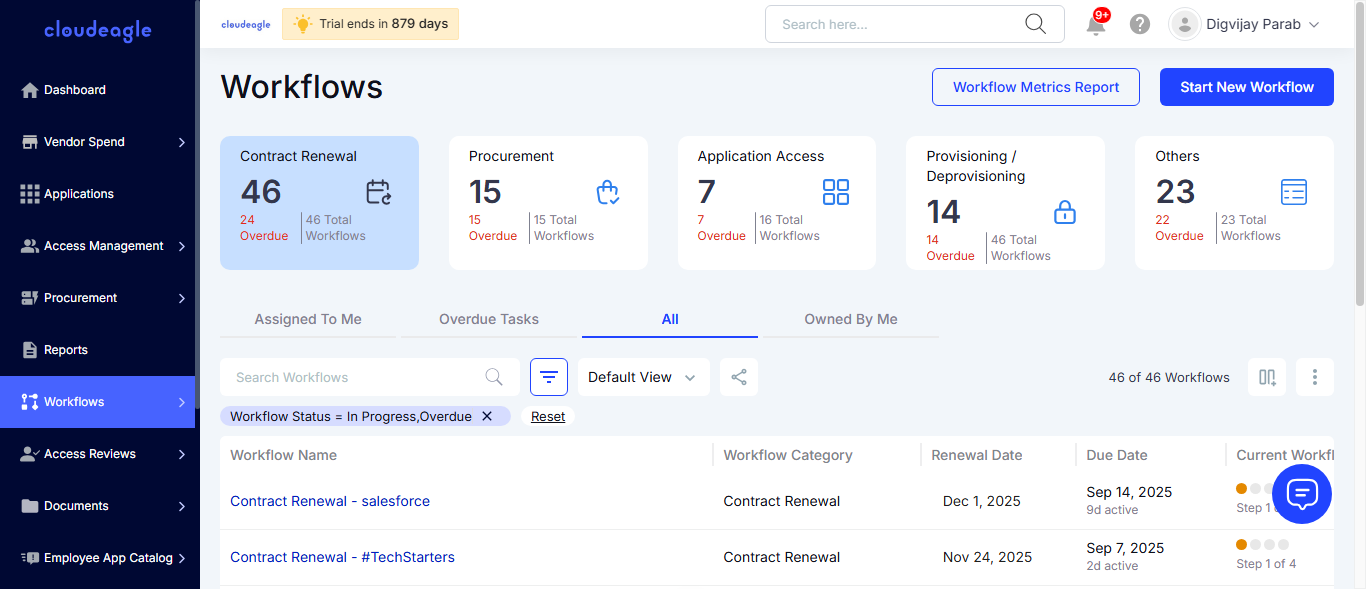 cloudeagle
cloudeagle
Trial ends in 879 days
Search here...
9+
?
Digvijay Parab
Dashboard
Vendor Spend
Applications
Access Management
Procurement
Reports
Workflows
Access Reviews
Documents
Employee App Catalog
Workflows
Workflow Metrics Report
Start New Workflow
Contract Renewal
46
24
Overdue
46 Total
Workflows
Procurement
15
15
Overdue
15 Total
Workflows
Application Access
7
7
Overdue
16 Total
Workflows
Provisioning /
Deprovisioning
14
14
Overdue
46 Total
Workflows
Others
23
22
Overdue
23 Total
Workflows
Assigned To Me
Overdue Tasks
All
Owned By Me
Search Workflows
Default View
46 of 46 Workflows
Workflow Status = In Progress,Overdue
Reset
Workflow Name Workflow Category Renewal Date Due Date Current
Contract Renewal - salesforce Contract Renewal Dec 1, 2025 Sep 14, 2025
9d active
Step 1
Contract Renewal - #TechStarters Contract Renewal Nov 24, 2025 Sep 7, 2025
2d active
Step 1 of 4